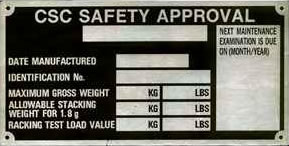 CSC SAFETY APPROVAL
NEXT MAINTENANCE
EXAMINATION IS DUE
ON (MONTH/YEAR)
DATE MANUFACTURED
IDENTIFICATION No.
MAXIMUM GROSS WEIGHT KG LBS
ALLOWABLE STACKING
WEIGHT FOR 1.8 g KG LBS
RACKING TEST LOAD VALUE KG LBS